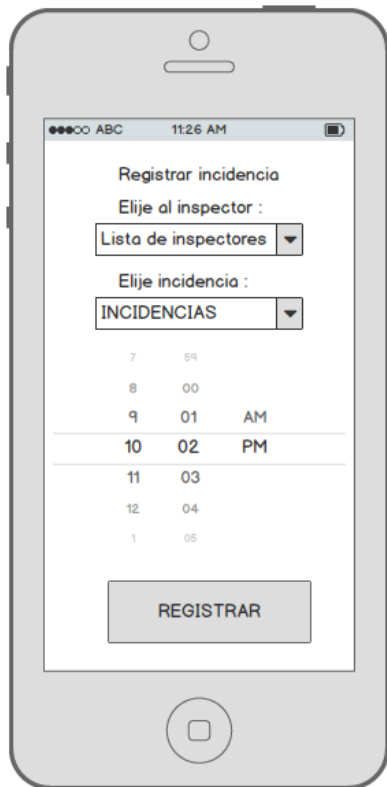 ABC 11:26 AM
Registrar incidencia
Elije al inspector :
Lista de inspectores
Elije incidencia :
INCIDENCIAS
7 59
8 00
9 01 AM
10 02 PM
11 03
12 04
1 05
REGISTRAR